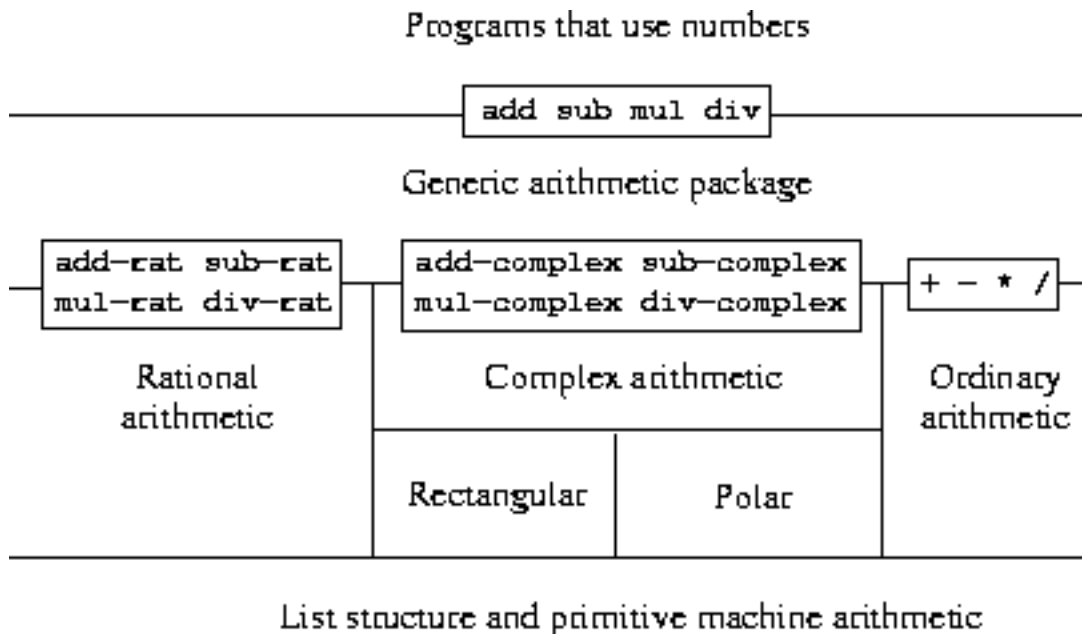 Programs that use numbers
add sub mul div
Generic arithmetic package
add-rat sub-rat
mul-rat div-rat
add-complex sub-complex
mul-complex div-complex
+ - * /
Rational
arithmetic
Complex arithmetic
Ordinary
arithmetic
Rectangular
Polar
List structure and primitive machine arithmetic